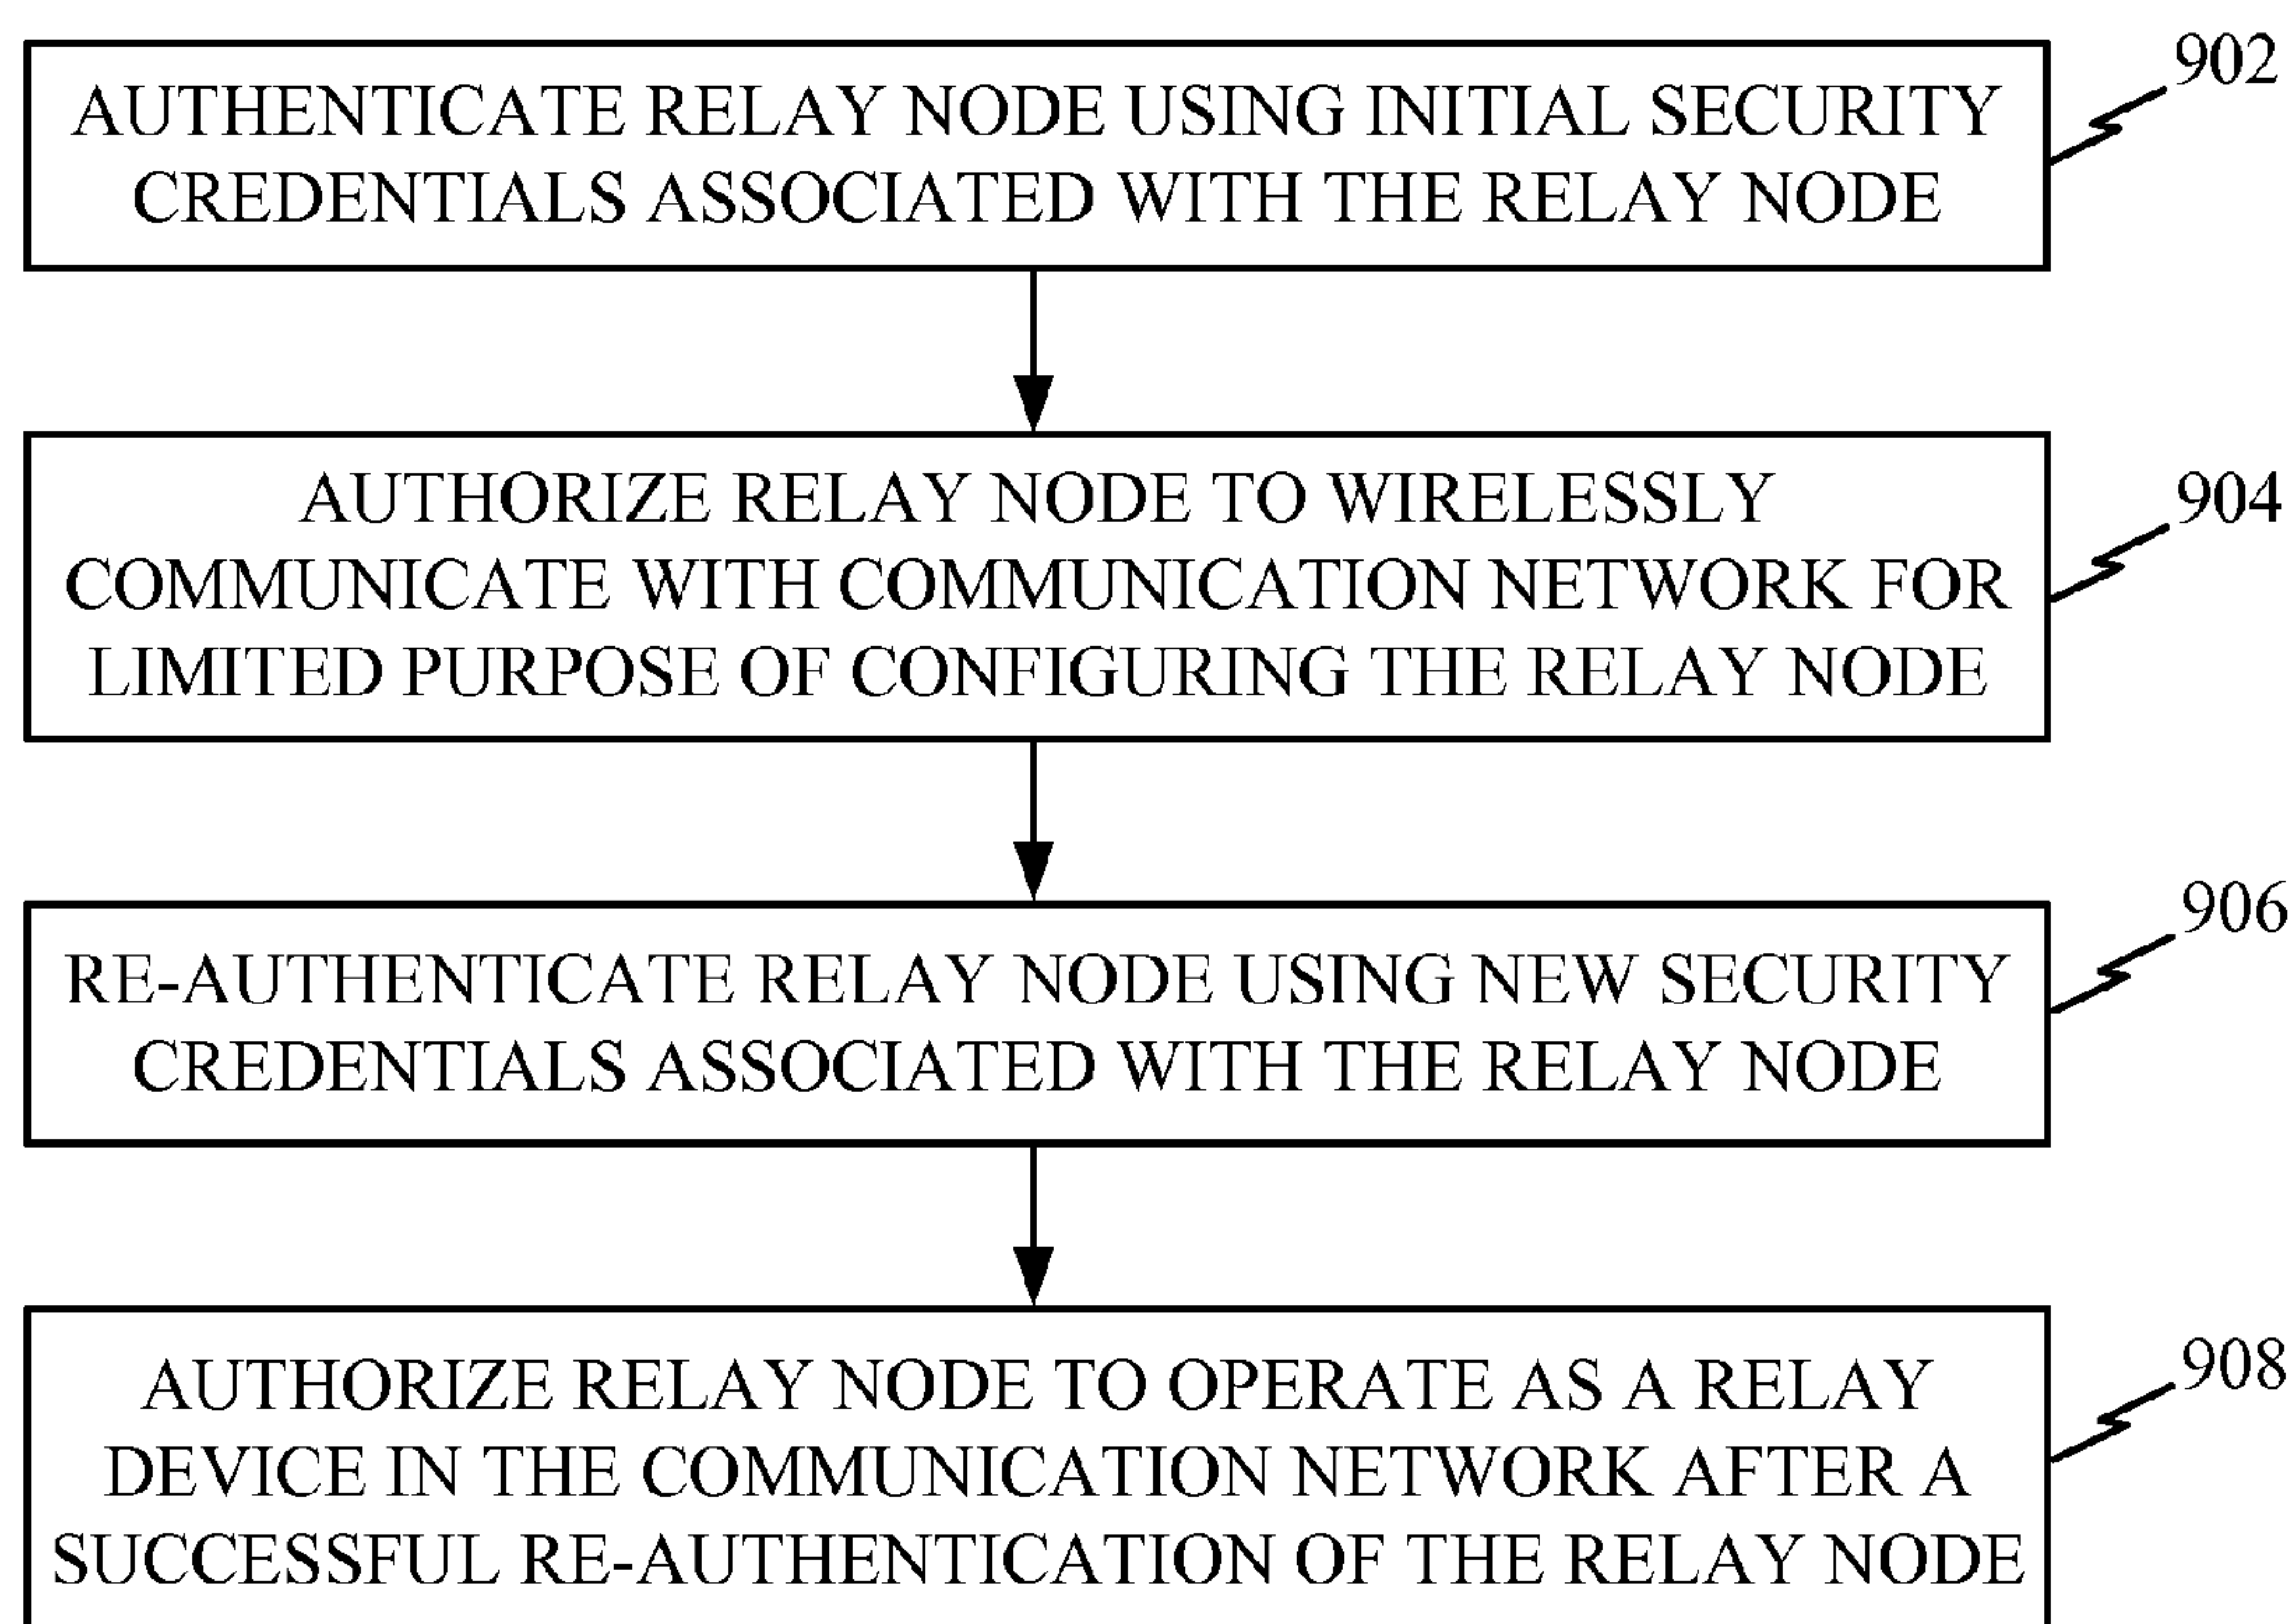 902
AUTHENTICATE RELAY NODE USING INITIAL SECURITY
CREDENTIALS ASSOCIATED WITH THE RELAY NODE
904
AUTHORIZE RELAY NODE TO WIRELESSLY
COMMUNICATE WITH COMMUNICATION NETWORK FOR
LIMITED PURPOSE OF CONFIGURING THE RELAY NODE
906
RE-AUTHENTICATE RELAY NODE USING NEW SECURITY
CREDENTIALS ASSOCIATED WITH THE RELAY NODE
908
AUTHORIZE RELAY NODE TO OPERATE AS A RELAY
DEVICE IN THE COMMUNICATION NETWORK AFTER A
SUCCESSFUL RE-AUTHENTICATION OF THE RELAY NODE